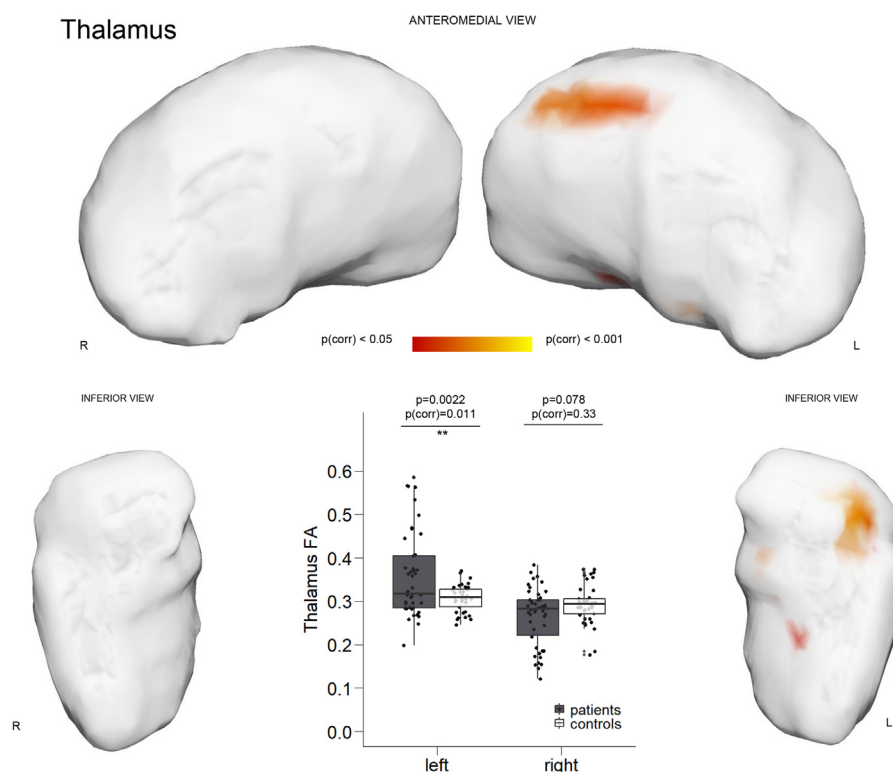 Thalamus
ANTEROMEDIAL VIEW
R
p(corr) < 0.05
p(corr) < 0.001
L
INFERIOR VIEW
INFERIOR VIEW
p=0.0022
p(corr)=0.011
**
p=0.078
p(corr)=0.33
Thalamus FA
0.6
0.5
0.4
0.3
0.2
0.1
0.0
patients
controls
left
right
R
L